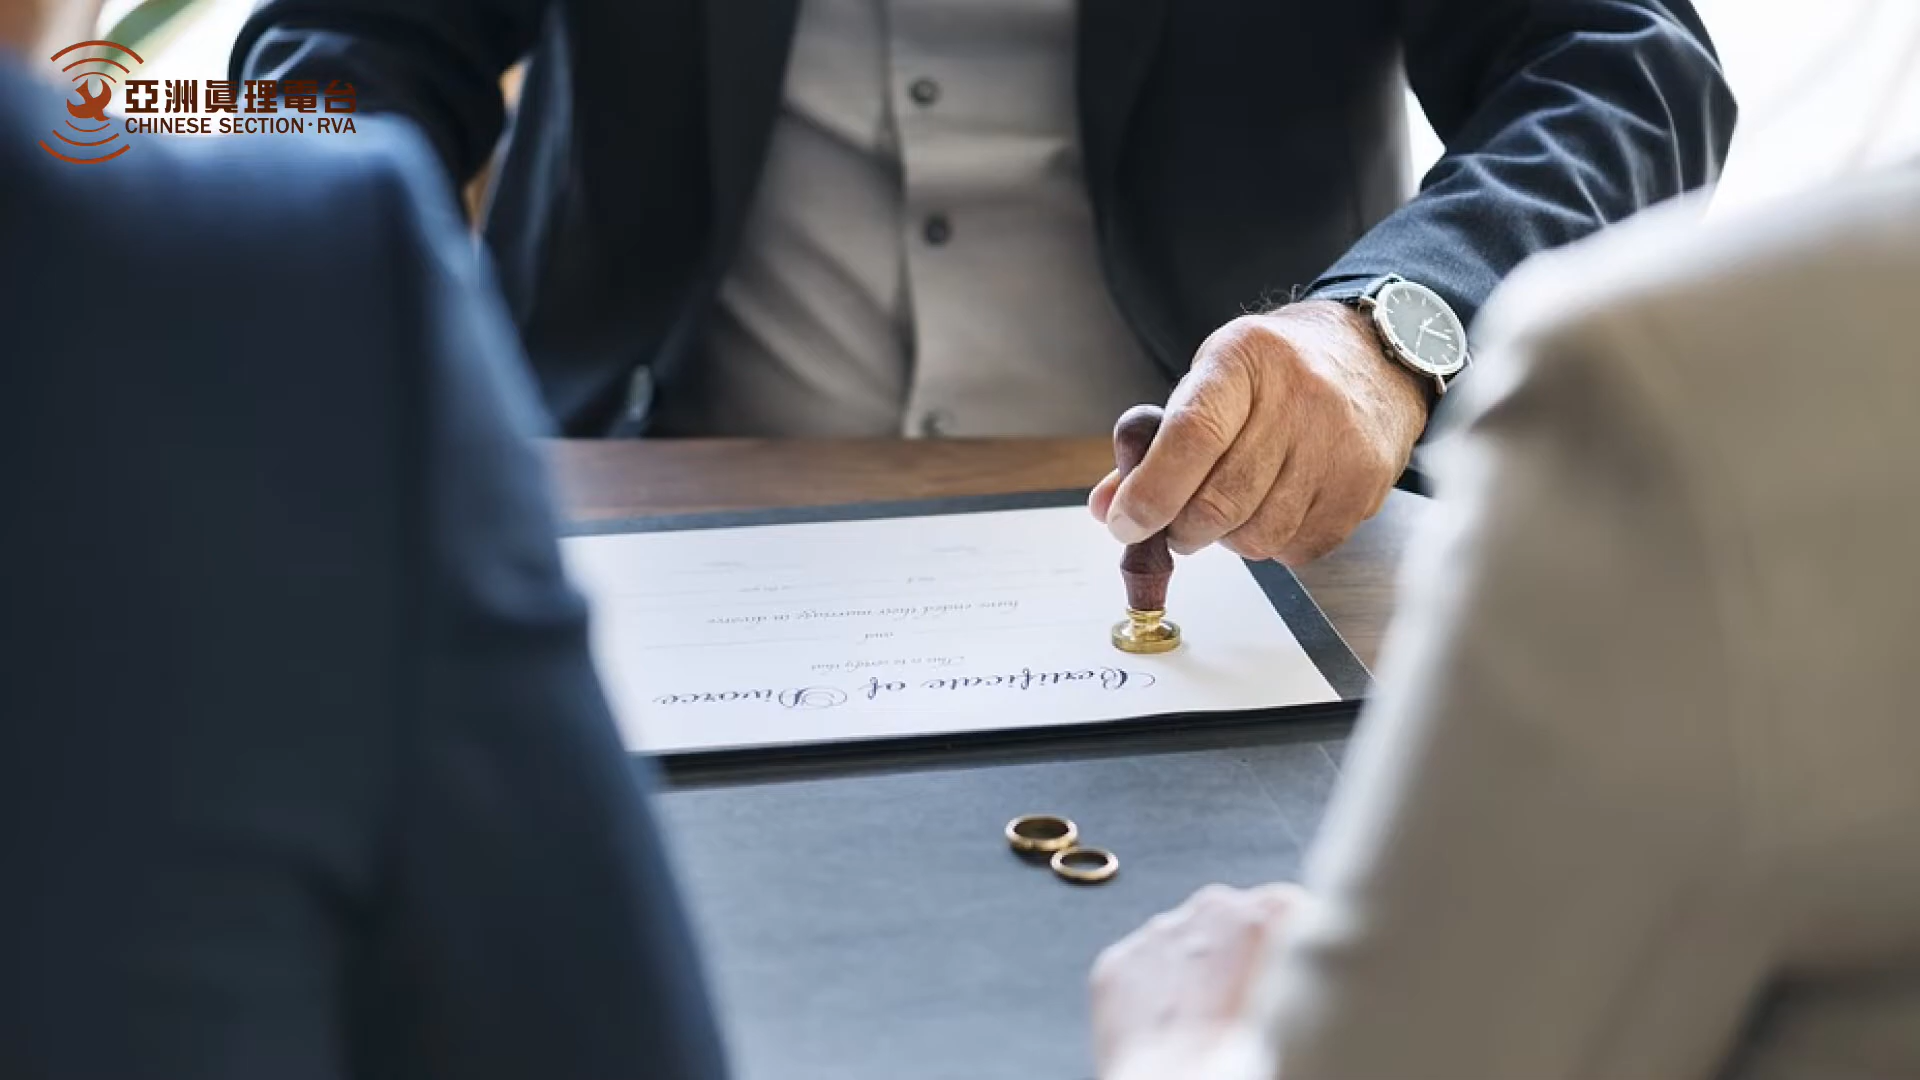 亞洲眞理電台
CHINESE SECTION·RVA
Certificate of Divorce
This is to certify that
and
have ended their marriage in divorce